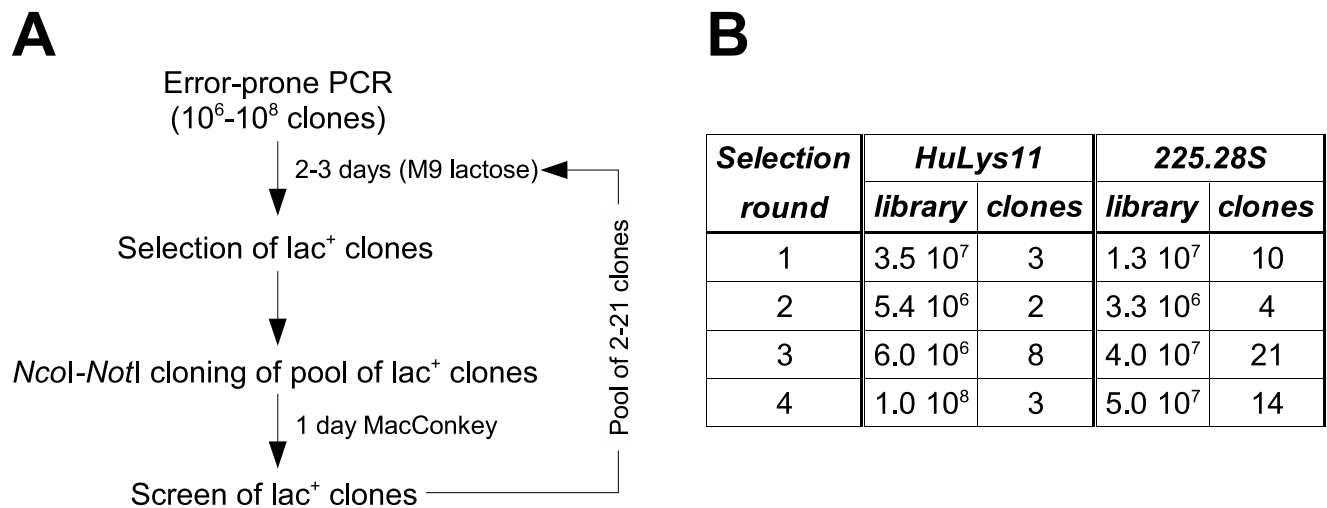 A
Error-prone PCR
(10⁶-10⁸ clones)
2-3 days (M9 lactose)
Selection of lac⁺ clones
NcoI-NotI cloning of pool of lac⁺ clones
1 day MacConkey
Screen of lac⁺ clones
Pool of 2-21 clones
B
Selection round HuLys11 225.28S
library clones library clones
1 3.5 10⁷ 3 1.3 10⁷ 10
2 5.4 10⁶ 2 3.3 10⁶ 4
3 6.0 10⁶ 8 4.0 10⁷ 21
4 1.0 10⁸ 3 5.0 10⁷ 14